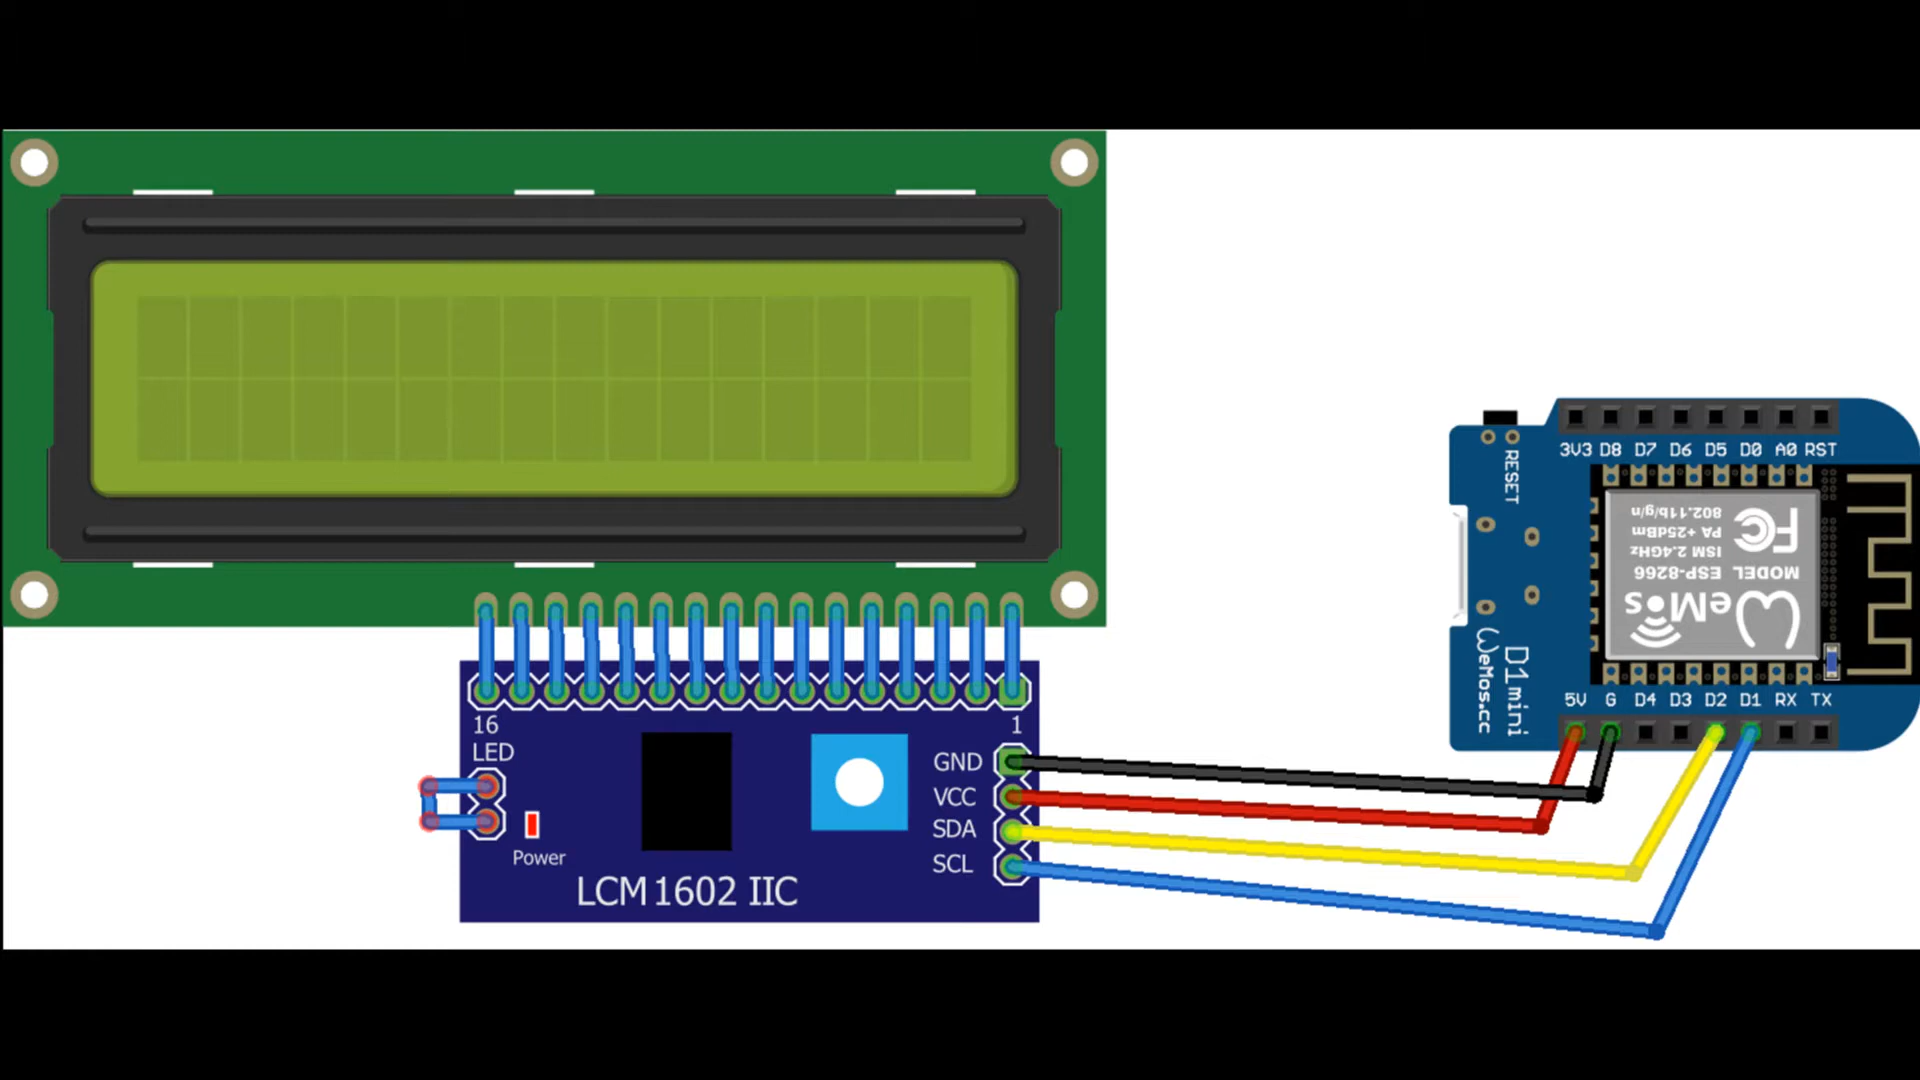 3V3 D8 D7 D6 D5 D0 A0 RST
RESET
802.11b/g/n
PA +25dBm
ISM 2.4GHz
MODEL ESP-8266
FC
WeMos
D1mini
WeMos.cc
5V G D4 D3 D2 D1 RX TX
16
1
LED
GND
VCC
SDA
SCL
Power
LCM1602 IIC